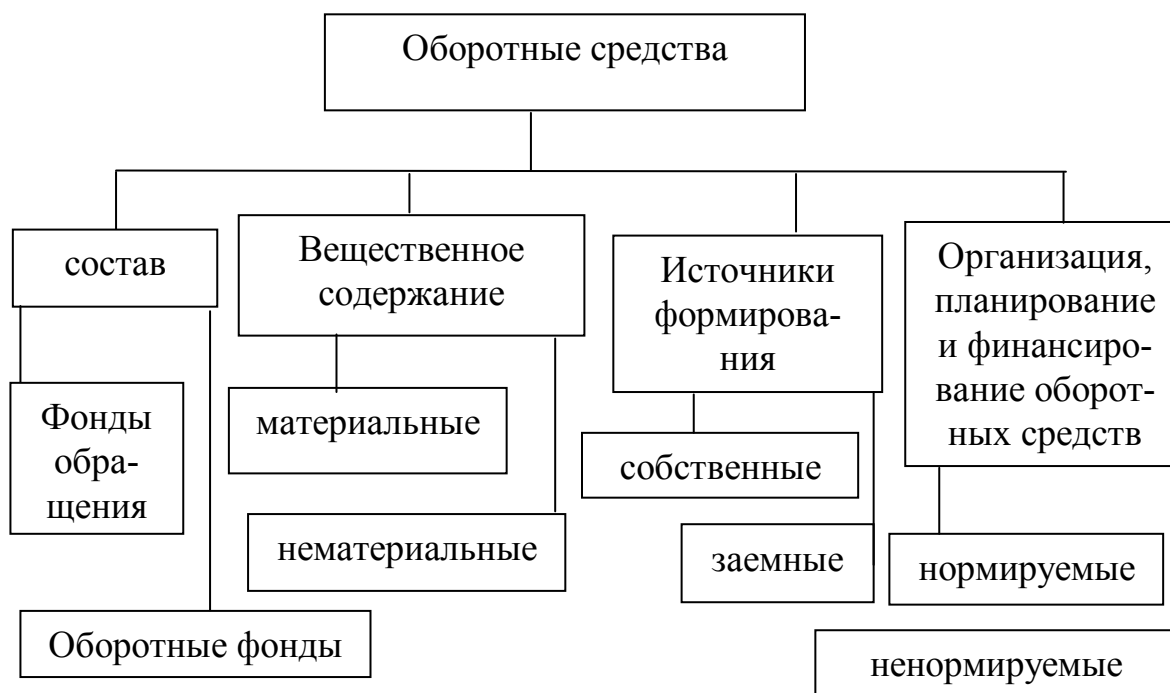 Оборотные средства
состав
Вещественное
содержание
Источники
формирова-
ния
Организация,
планирование
и финансиро-
вание оборот-
ных средств
Фонды
обра-
щения
материальные
собственные
нематериальные
заемные
нормируемые
Оборотные фонды
ненормируемые